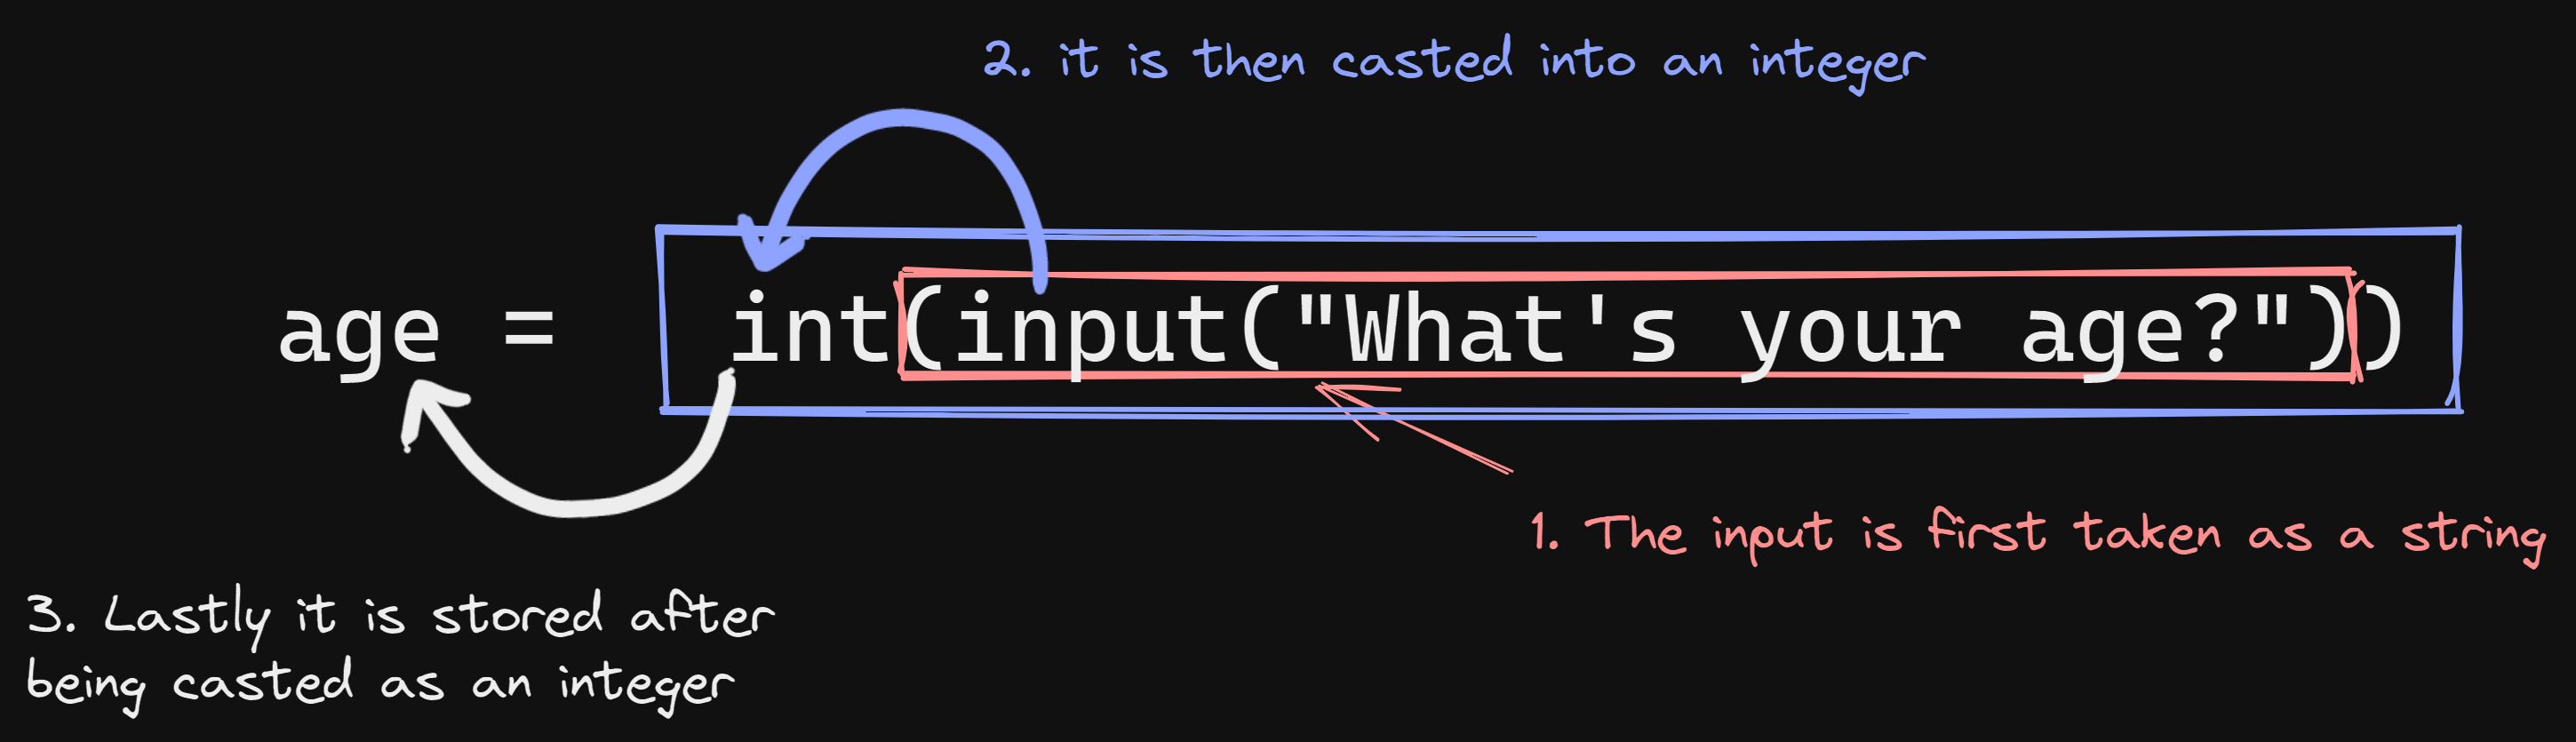 2. it is then casted into an integer
age = int(input("What's your age?"))
1. The input is first taken as a string
3. Lastly it is stored after
being casted as an integer